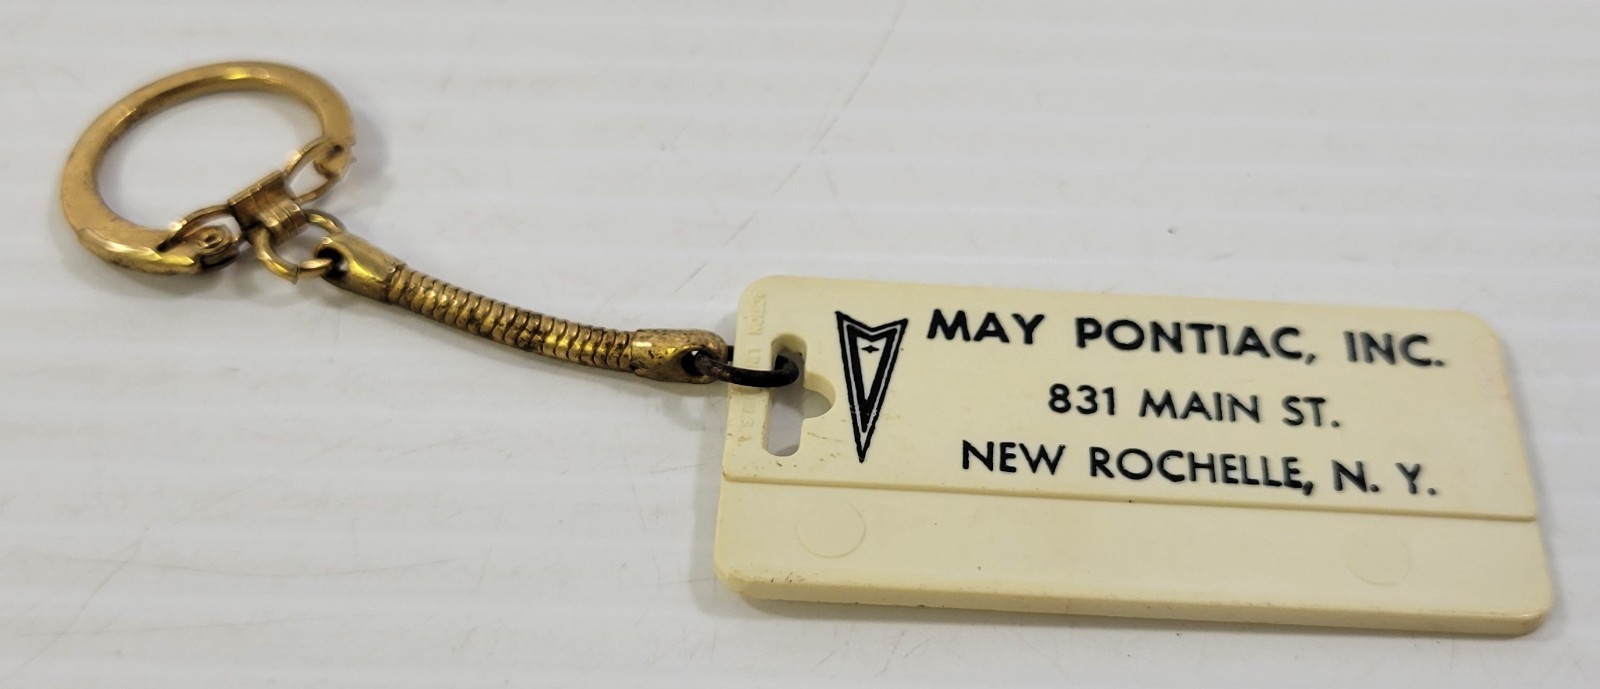 MAY PONTIAC, INC.
831 MAIN ST.
NEW ROCHELLE, N. Y.